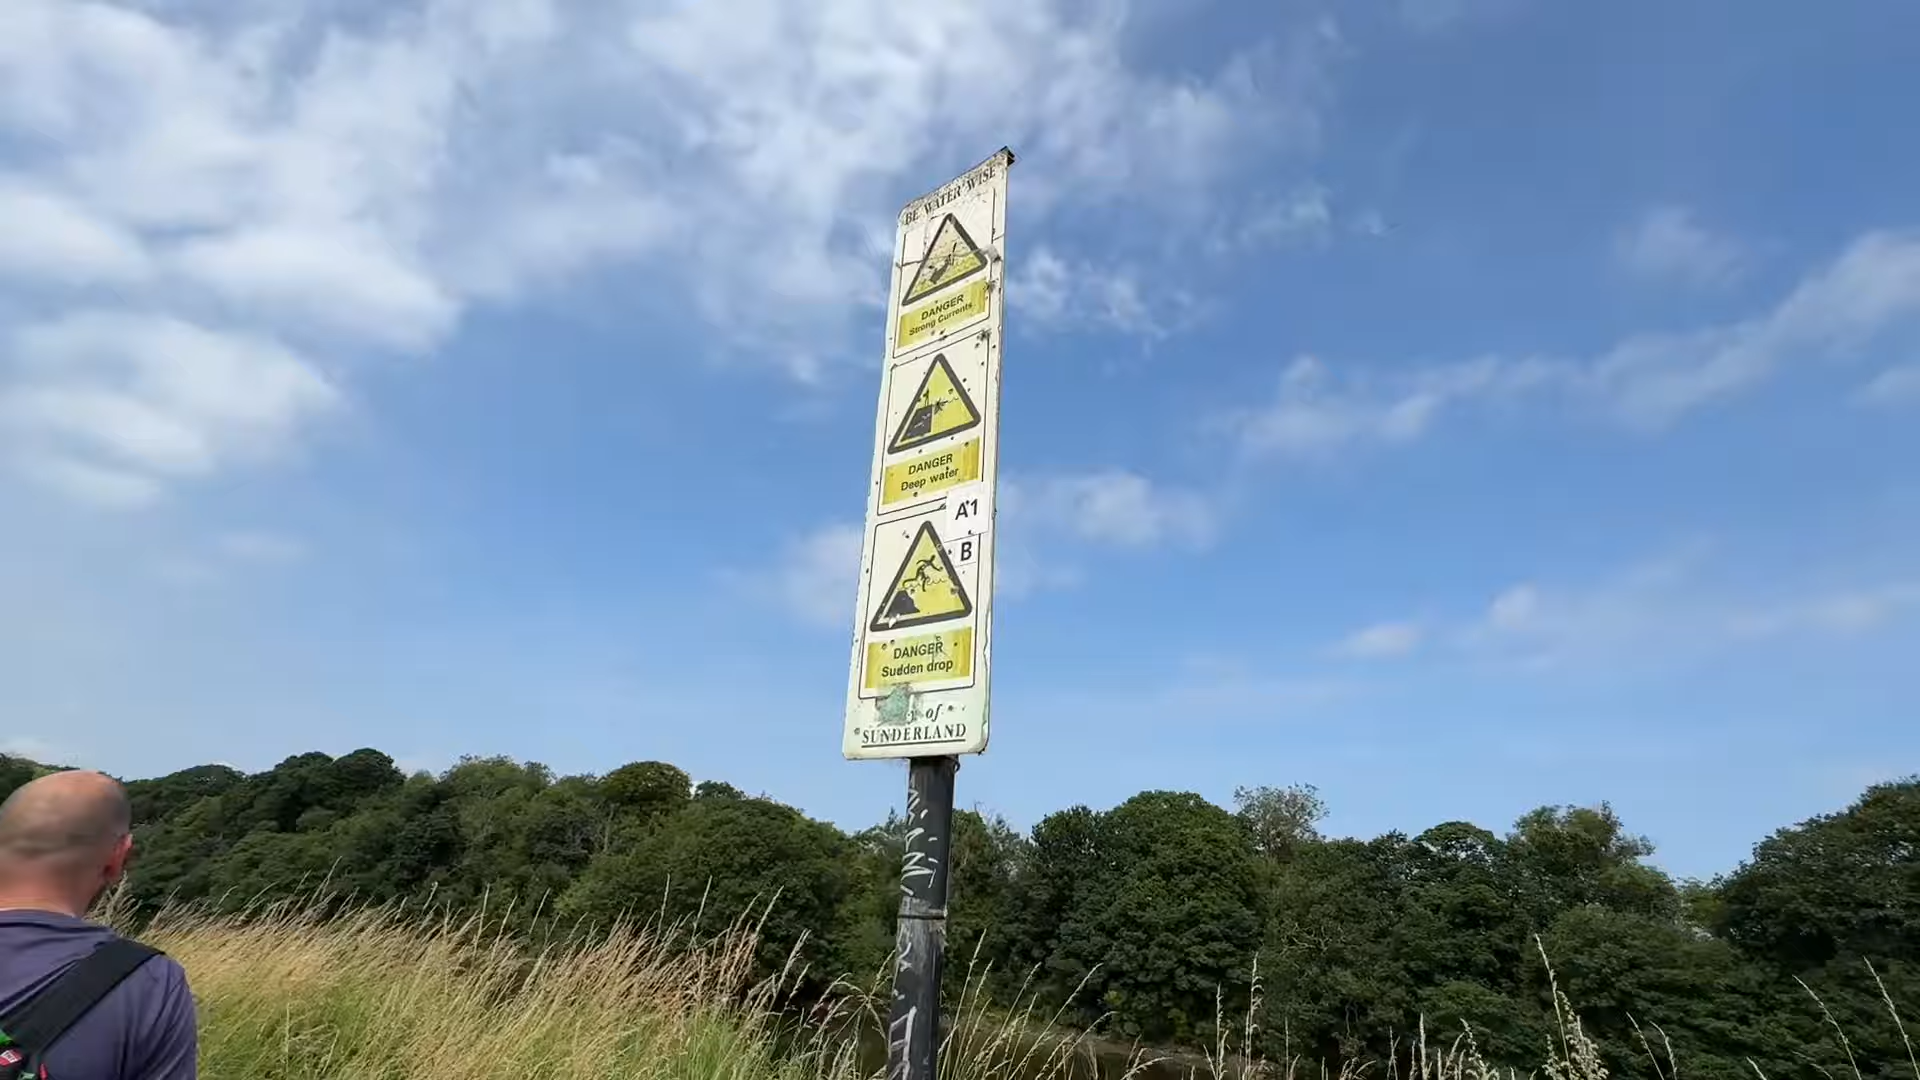 BE WATER WISE
DANGER
Strong Currents
DANGER
Deep water
A1
B
DANGER
Sudden drop
of
SUNDERLAND